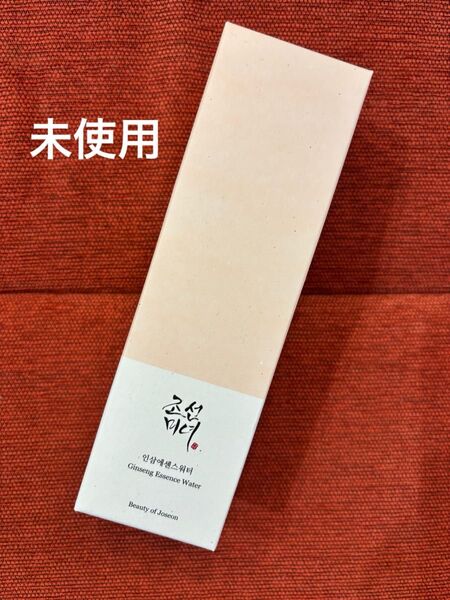 未使用
조선
미녀
인삼에센스워터
Ginseng Essence Water
Beauty of Joseon